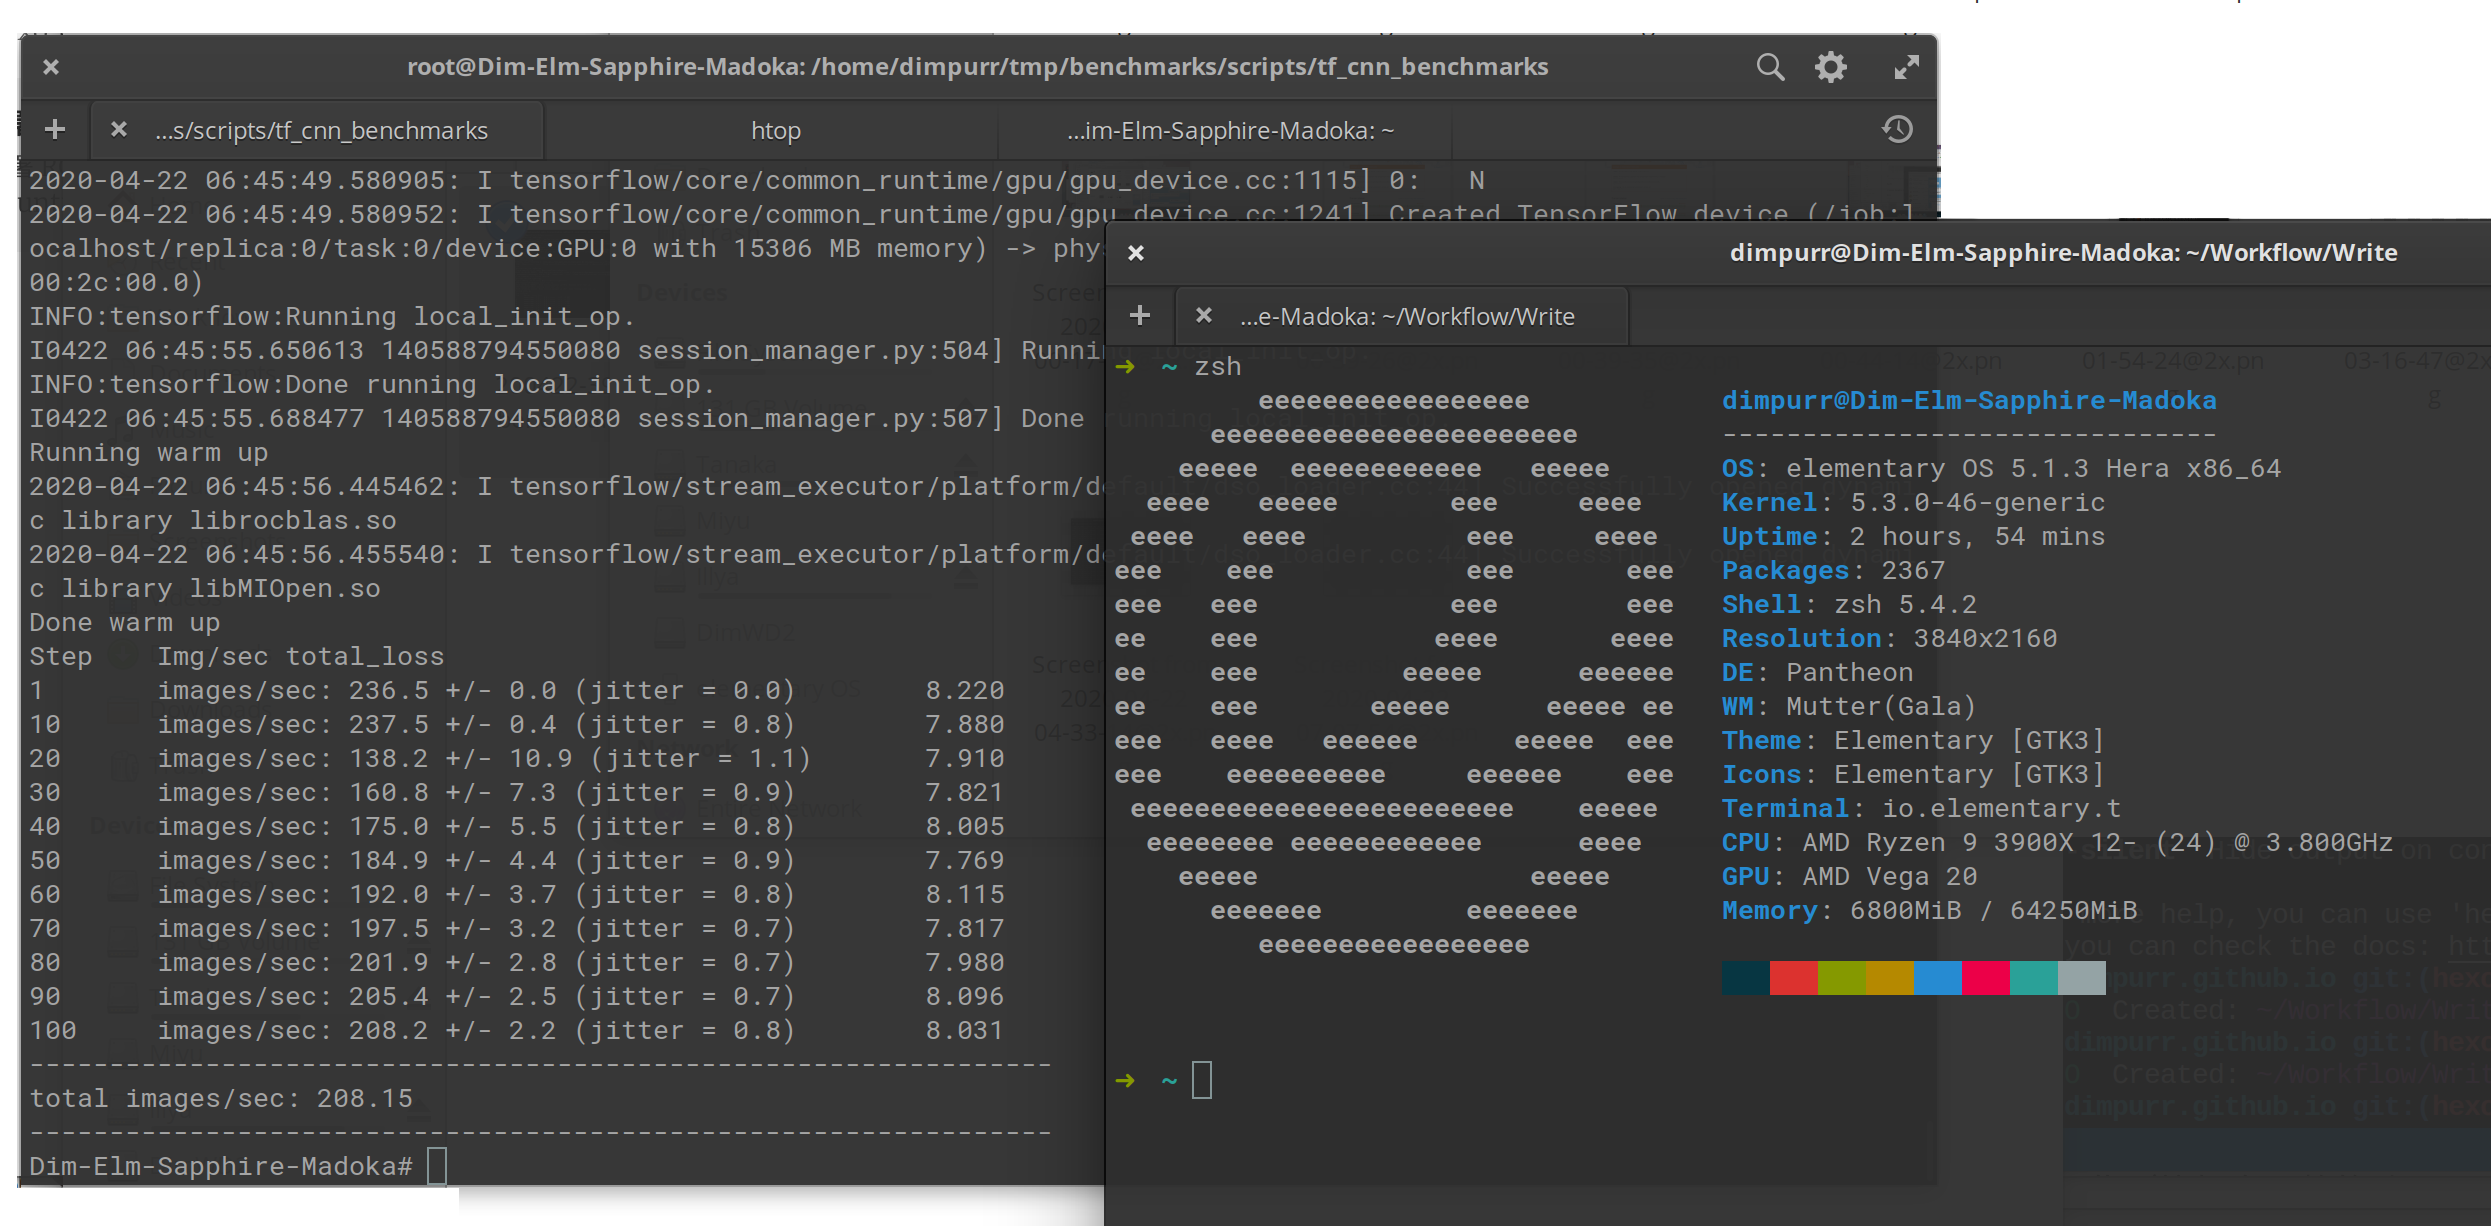 root@Dim-Elm-Sapphire-Madoka: /home/dimpurr/tmp/benchmarks/scripts/tf_cnn_benchmarks
...s/scripts/tf_cnn_benchmarks
htop
...im-Elm-Sapphire-Madoka: ~
2020-04-22 06:45:49.580905: I tensorflow/core/common_runtime/gpu/gpu_device.cc:1115] 0:   N
2020-04-22 06:45:49.580952: I tensorflow/core/common_runtime/gpu/gpu_device.cc:1241] Created TensorFlow device (/job:l
ocalhost/replica:0/task:0/device:GPU:0 with 15306 MB memory) -> phys
00:2c:00.0)
INFO:tensorflow:Running local_init_op.
I0422 06:45:55.650613 140588794550080 session_manager.py:504] Running local_init_op.
INFO:tensorflow:Done running local_init_op.
I0422 06:45:55.688477 140588794550080 session_manager.py:507] Done running local_init_op.
Running warm up
2020-04-22 06:45:56.445462: I tensorflow/stream_executor/platform/default/dso_loader.cc:44] Successfully opened dynami
c library librocblas.so
2020-04-22 06:45:56.455540: I tensorflow/stream_executor/platform/default/dso_loader.cc:44] Successfully opened dynami
c library libMIOpen.so
Done warm up
Step    Img/sec total_loss
1       images/sec: 236.5 +/- 0.0 (jitter = 0.0)        8.220
10      images/sec: 237.5 +/- 0.4 (jitter = 0.8)        7.880
20      images/sec: 138.2 +/- 10.9 (jitter = 1.1)       7.910
30      images/sec: 160.8 +/- 7.3 (jitter = 0.9)        7.821
40      images/sec: 175.0 +/- 5.5 (jitter = 0.8)        8.005
50      images/sec: 184.9 +/- 4.4 (jitter = 0.9)        7.769
60      images/sec: 192.0 +/- 3.7 (jitter = 0.8)        8.115
70      images/sec: 197.5 +/- 3.2 (jitter = 0.7)        7.817
80      images/sec: 201.9 +/- 2.8 (jitter = 0.7)        7.980
90      images/sec: 205.4 +/- 2.5 (jitter = 0.7)        8.096
100     images/sec: 208.2 +/- 2.2 (jitter = 0.8)        8.031
----------------------------------------------------------------
total images/sec: 208.15
----------------------------------------------------------------
Dim-Elm-Sapphire-Madoka#
dimpurr@Dim-Elm-Sapphire-Madoka: ~/Workflow/Write
...e-Madoka: ~/Workflow/Write
➜  ~ zsh
         eeeeeeeeeeeeeeeee            dimpurr@Dim-Elm-Sapphire-Madoka
      eeeeeeeeeeeeeeeeeeeeeee         -------------------------------
    eeeee  eeeeeeeeeeee   eeeee       OS: elementary OS 5.1.3 Hera x86_64
  eeee   eeeee       eee     eeee     Kernel: 5.3.0-46-generic
 eeee   eeee          eee     eeee    Uptime: 2 hours, 54 mins
eee    eee            eee       eee   Packages: 2367
eee   eee            eee        eee   Shell: zsh 5.4.2
ee    eee           eeee       eeee   Resolution: 3840x2160
ee    eee         eeeee      eeeeee   DE: Pantheon
ee    eee       eeeee      eeeee ee   WM: Mutter(Gala)
eee   eeee   eeeeee      eeeee  eee   Theme: Elementary [GTK3]
eee    eeeeeeeeee     eeeeee    eee   Icons: Elementary [GTK3]
 eeeeeeeeeeeeeeeeeeeeeeee    eeeee    Terminal: io.elementary.t
  eeeeeeee eeeeeeeeeeee      eeee     CPU: AMD Ryzen 9 3900X 12- (24) @ 3.800GHz
    eeeee                 eeeee       GPU: AMD Vega 20
      eeeeeee         eeeeeee         Memory: 6800MiB / 64250MiB
         eeeeeeeeeeeeeeeee
➜  ~